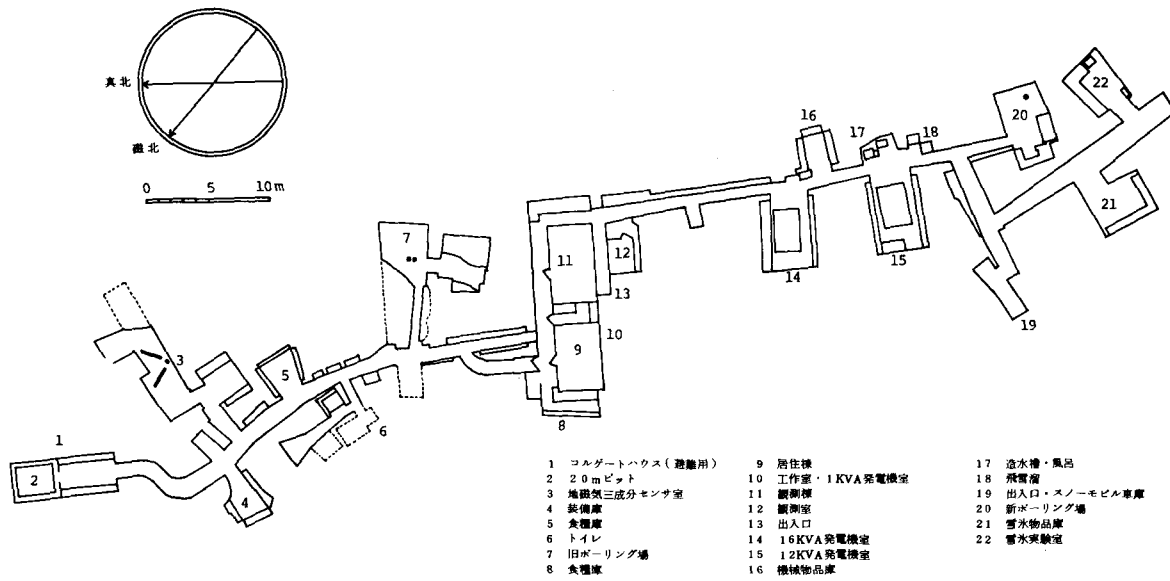 真北
磁北
0 5 10m
1
2
3
4
5
6
7
8
9
10
11
12
13
14
15
16
17
18
19
20
21
22
1 コルゲートハウス(避難用)
2 20mピット
3 地磁気三成分センサ室
4 装備庫
5 食糧庫
6 トイレ
7 旧ボーリング場
8 食糧庫
9 居住棟
10 工作室・1KVA発電機室
11 観測棟
12 観測室
13 出入口
14 16KVA発電機室
15 12KVA発電機室
16 機械物品庫
17 造水槽・風呂
18 飛雪溜
19 出入口・スノーモビル車庫
20 新ボーリング場
21 雪氷物品庫
22 雪氷実験室